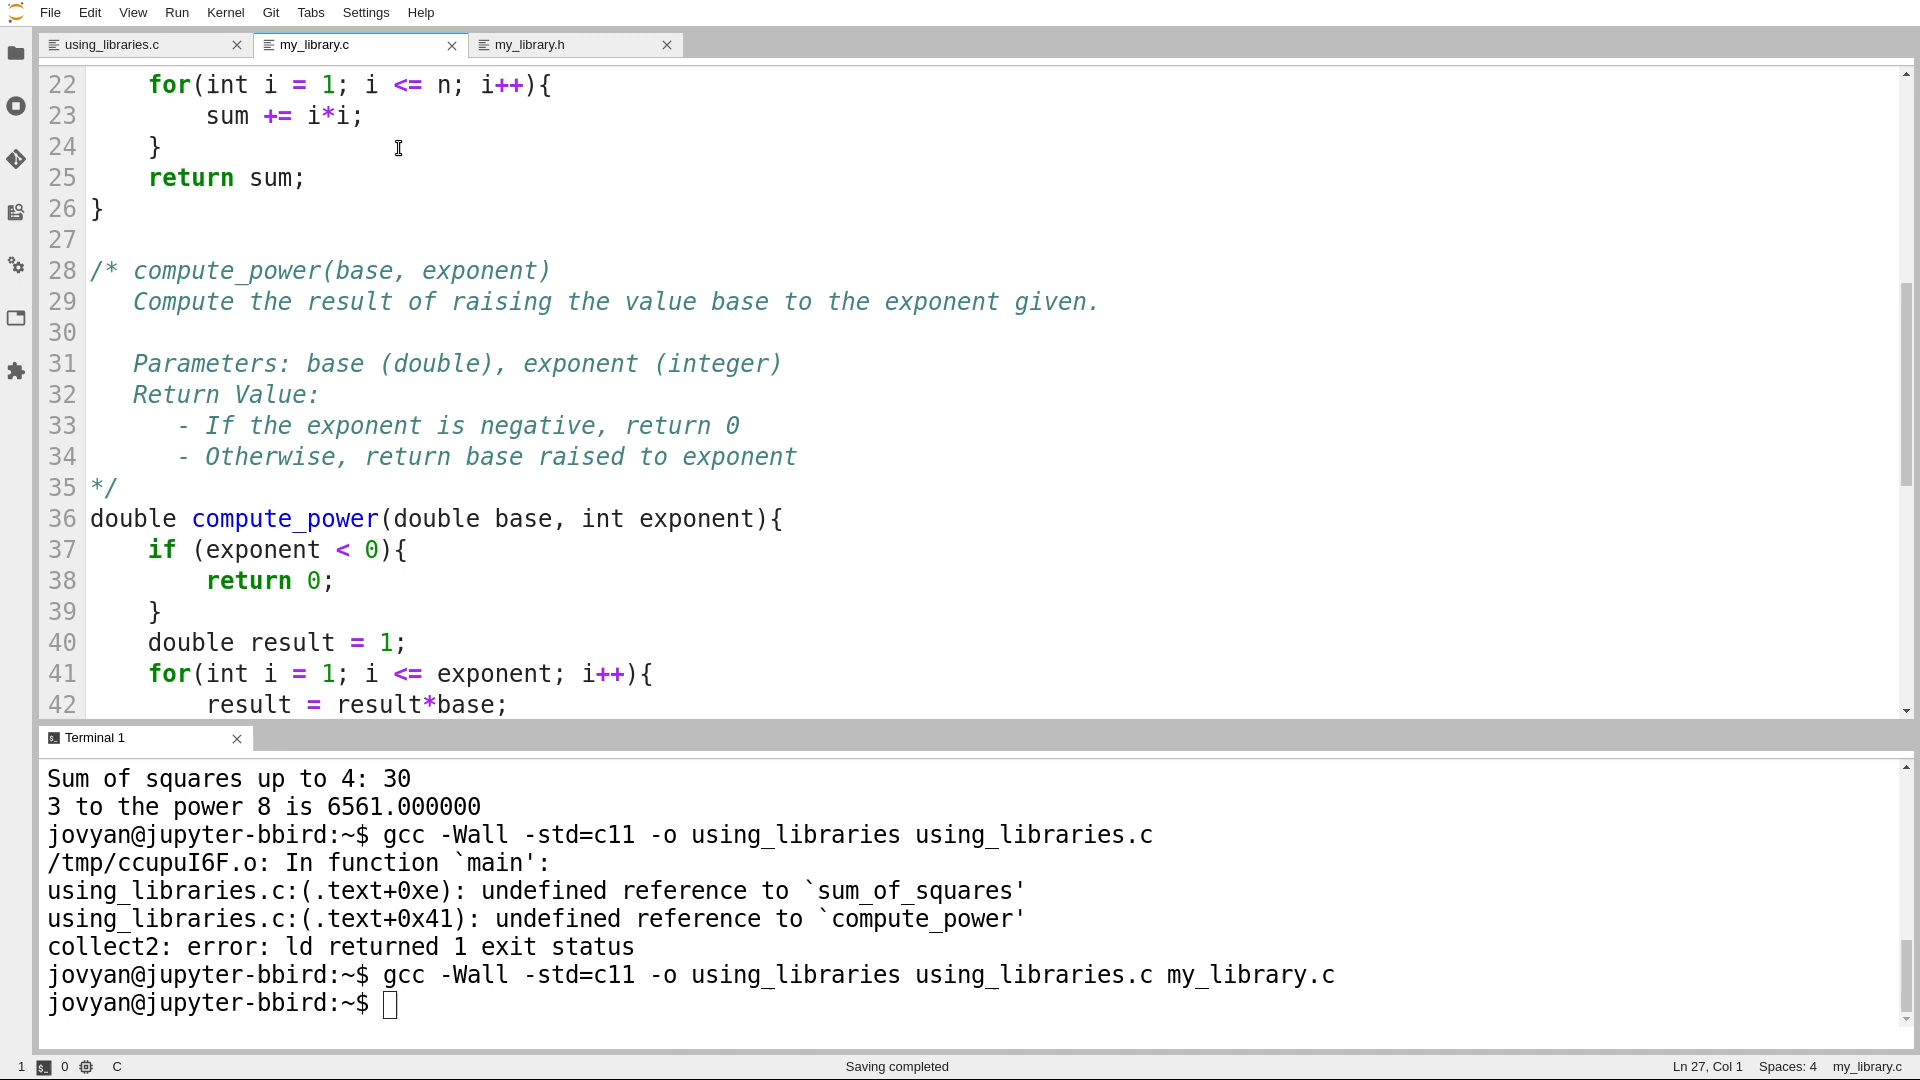 File Edit View Run Kernel Git Tabs Settings Help
using_libraries.c my_library.c my_library.h
22 for(int i = 1; i <= n; i++){
23 sum += i*i;
24 }
25 return sum;
26 }
27
28 /* compute_power(base, exponent)
29 Compute the result of raising the value base to the exponent given.
30
31 Parameters: base (double), exponent (integer)
32 Return Value:
33 - If the exponent is negative, return 0
34 - Otherwise, return base raised to exponent
35 */
36 double compute_power(double base, int exponent){
37 if (exponent < 0){
38 return 0;
39 }
40 double result = 1;
41 for(int i = 1; i <= exponent; i++){
42 result = result*base;
Terminal 1
Sum of squares up to 4: 30
3 to the power 8 is 6561.000000
jovyan@jupyter-bbird:~$ gcc -Wall -std=c11 -o using_libraries using_libraries.c
/tmp/ccupuI6F.o: In function `main':
using_libraries.c:(.text+0xe): undefined reference to `sum_of_squares'
using_libraries.c:(.text+0x41): undefined reference to `compute_power'
collect2: error: ld returned 1 exit status
jovyan@jupyter-bbird:~$ gcc -Wall -std=c11 -o using_libraries using_libraries.c my_library.c
jovyan@jupyter-bbird:~$
1 0 C Saving completed Ln 27, Col 1 Spaces: 4 my_library.c